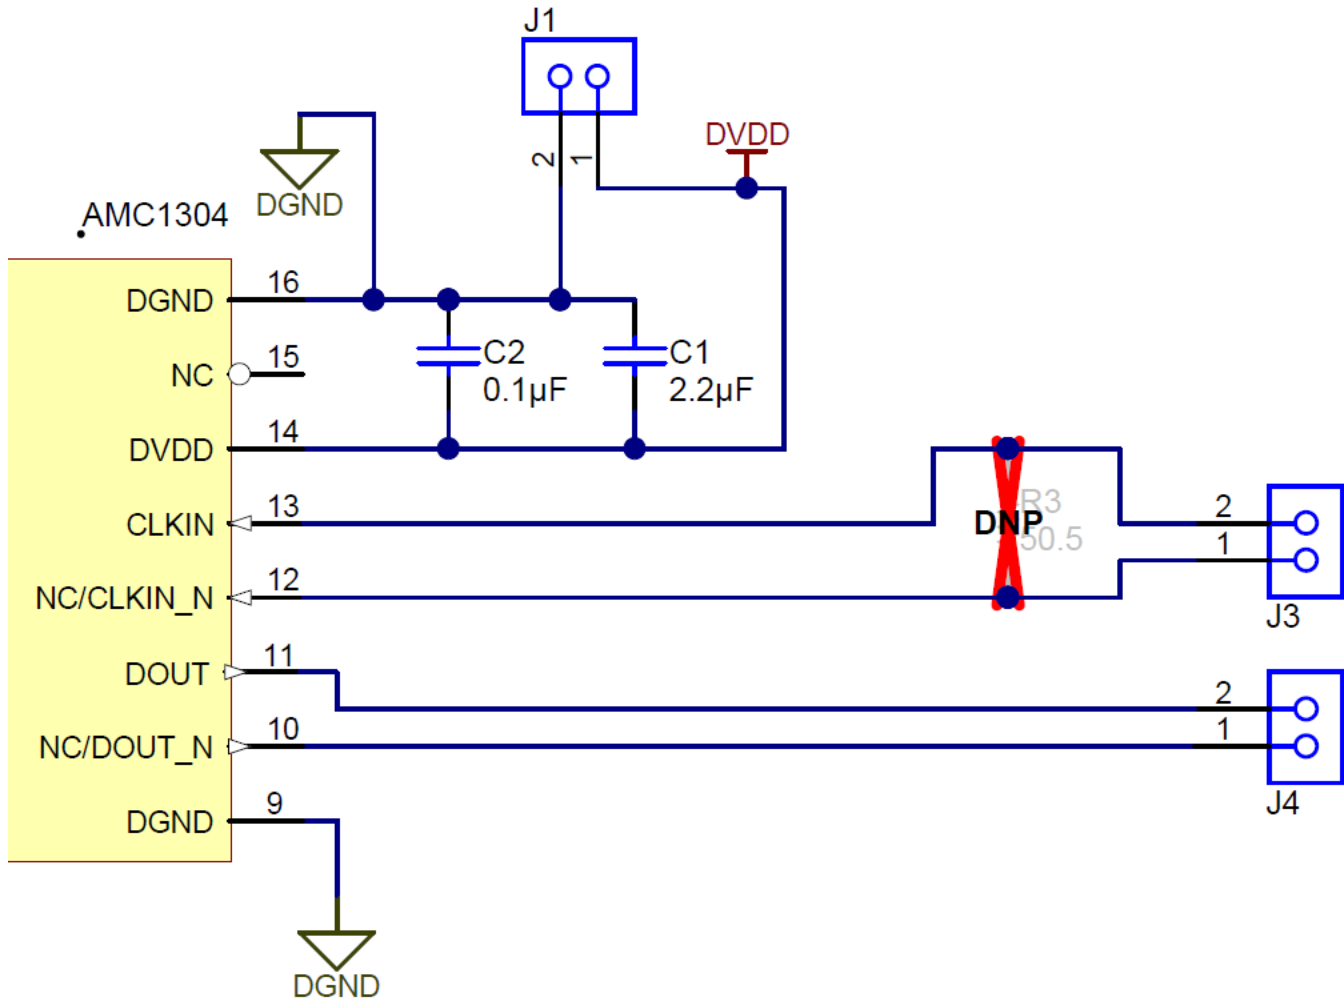 J1
2
1
DVDD
DGND
AMC1304
DGND
16
NC
15
DVDD
14
C2
0.1µF
C1
2.2µF
CLKIN
13
NC/CLKIN_N
12
R3
DNP
50.5
2
1
J3
DOUT
11
NC/DOUT_N
10
2
1
J4
DGND
9
DGND